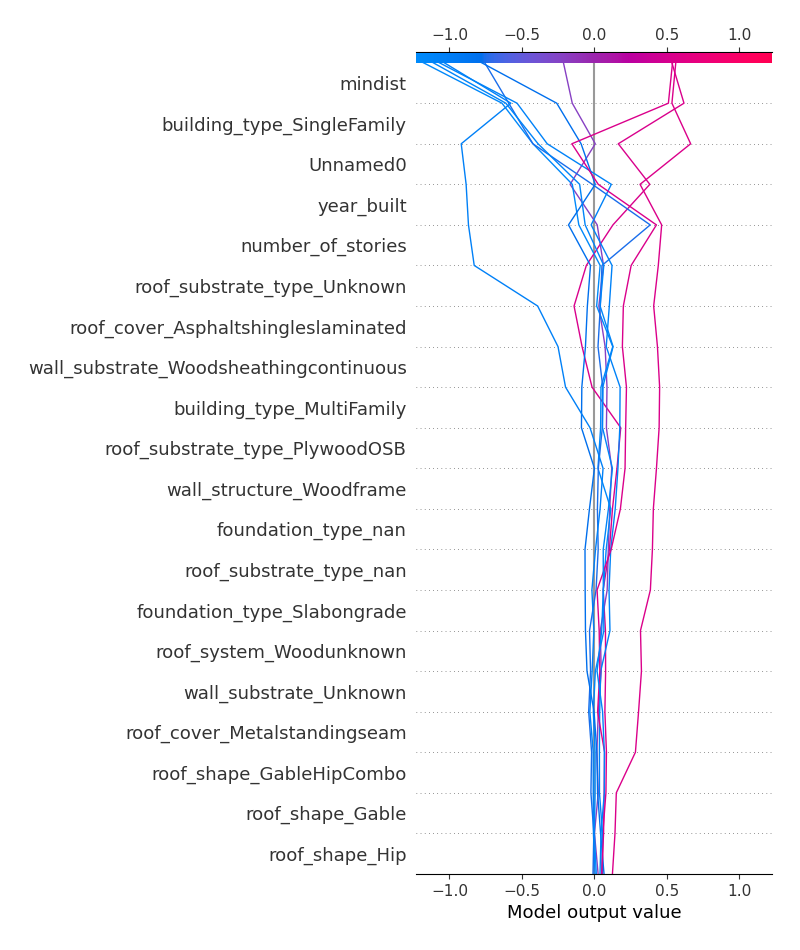 −1.0 −0.5 0.0 0.5 1.0
mindist
building_type_SingleFamily
Unnamed0
year_built
number_of_stories
roof_substrate_type_Unknown
roof_cover_Asphaltshingleslaminated
wall_substrate_Woodsheathingcontinuous
building_type_MultiFamily
roof_substrate_type_PlywoodOSB
wall_structure_Woodframe
foundation_type_nan
roof_substrate_type_nan
foundation_type_Slabongrade
roof_system_Woodunknown
wall_substrate_Unknown
roof_cover_Metalstandingseam
roof_shape_GableHipCombo
roof_shape_Gable
roof_shape_Hip
−1.0 −0.5 0.0 0.5 1.0
Model output value